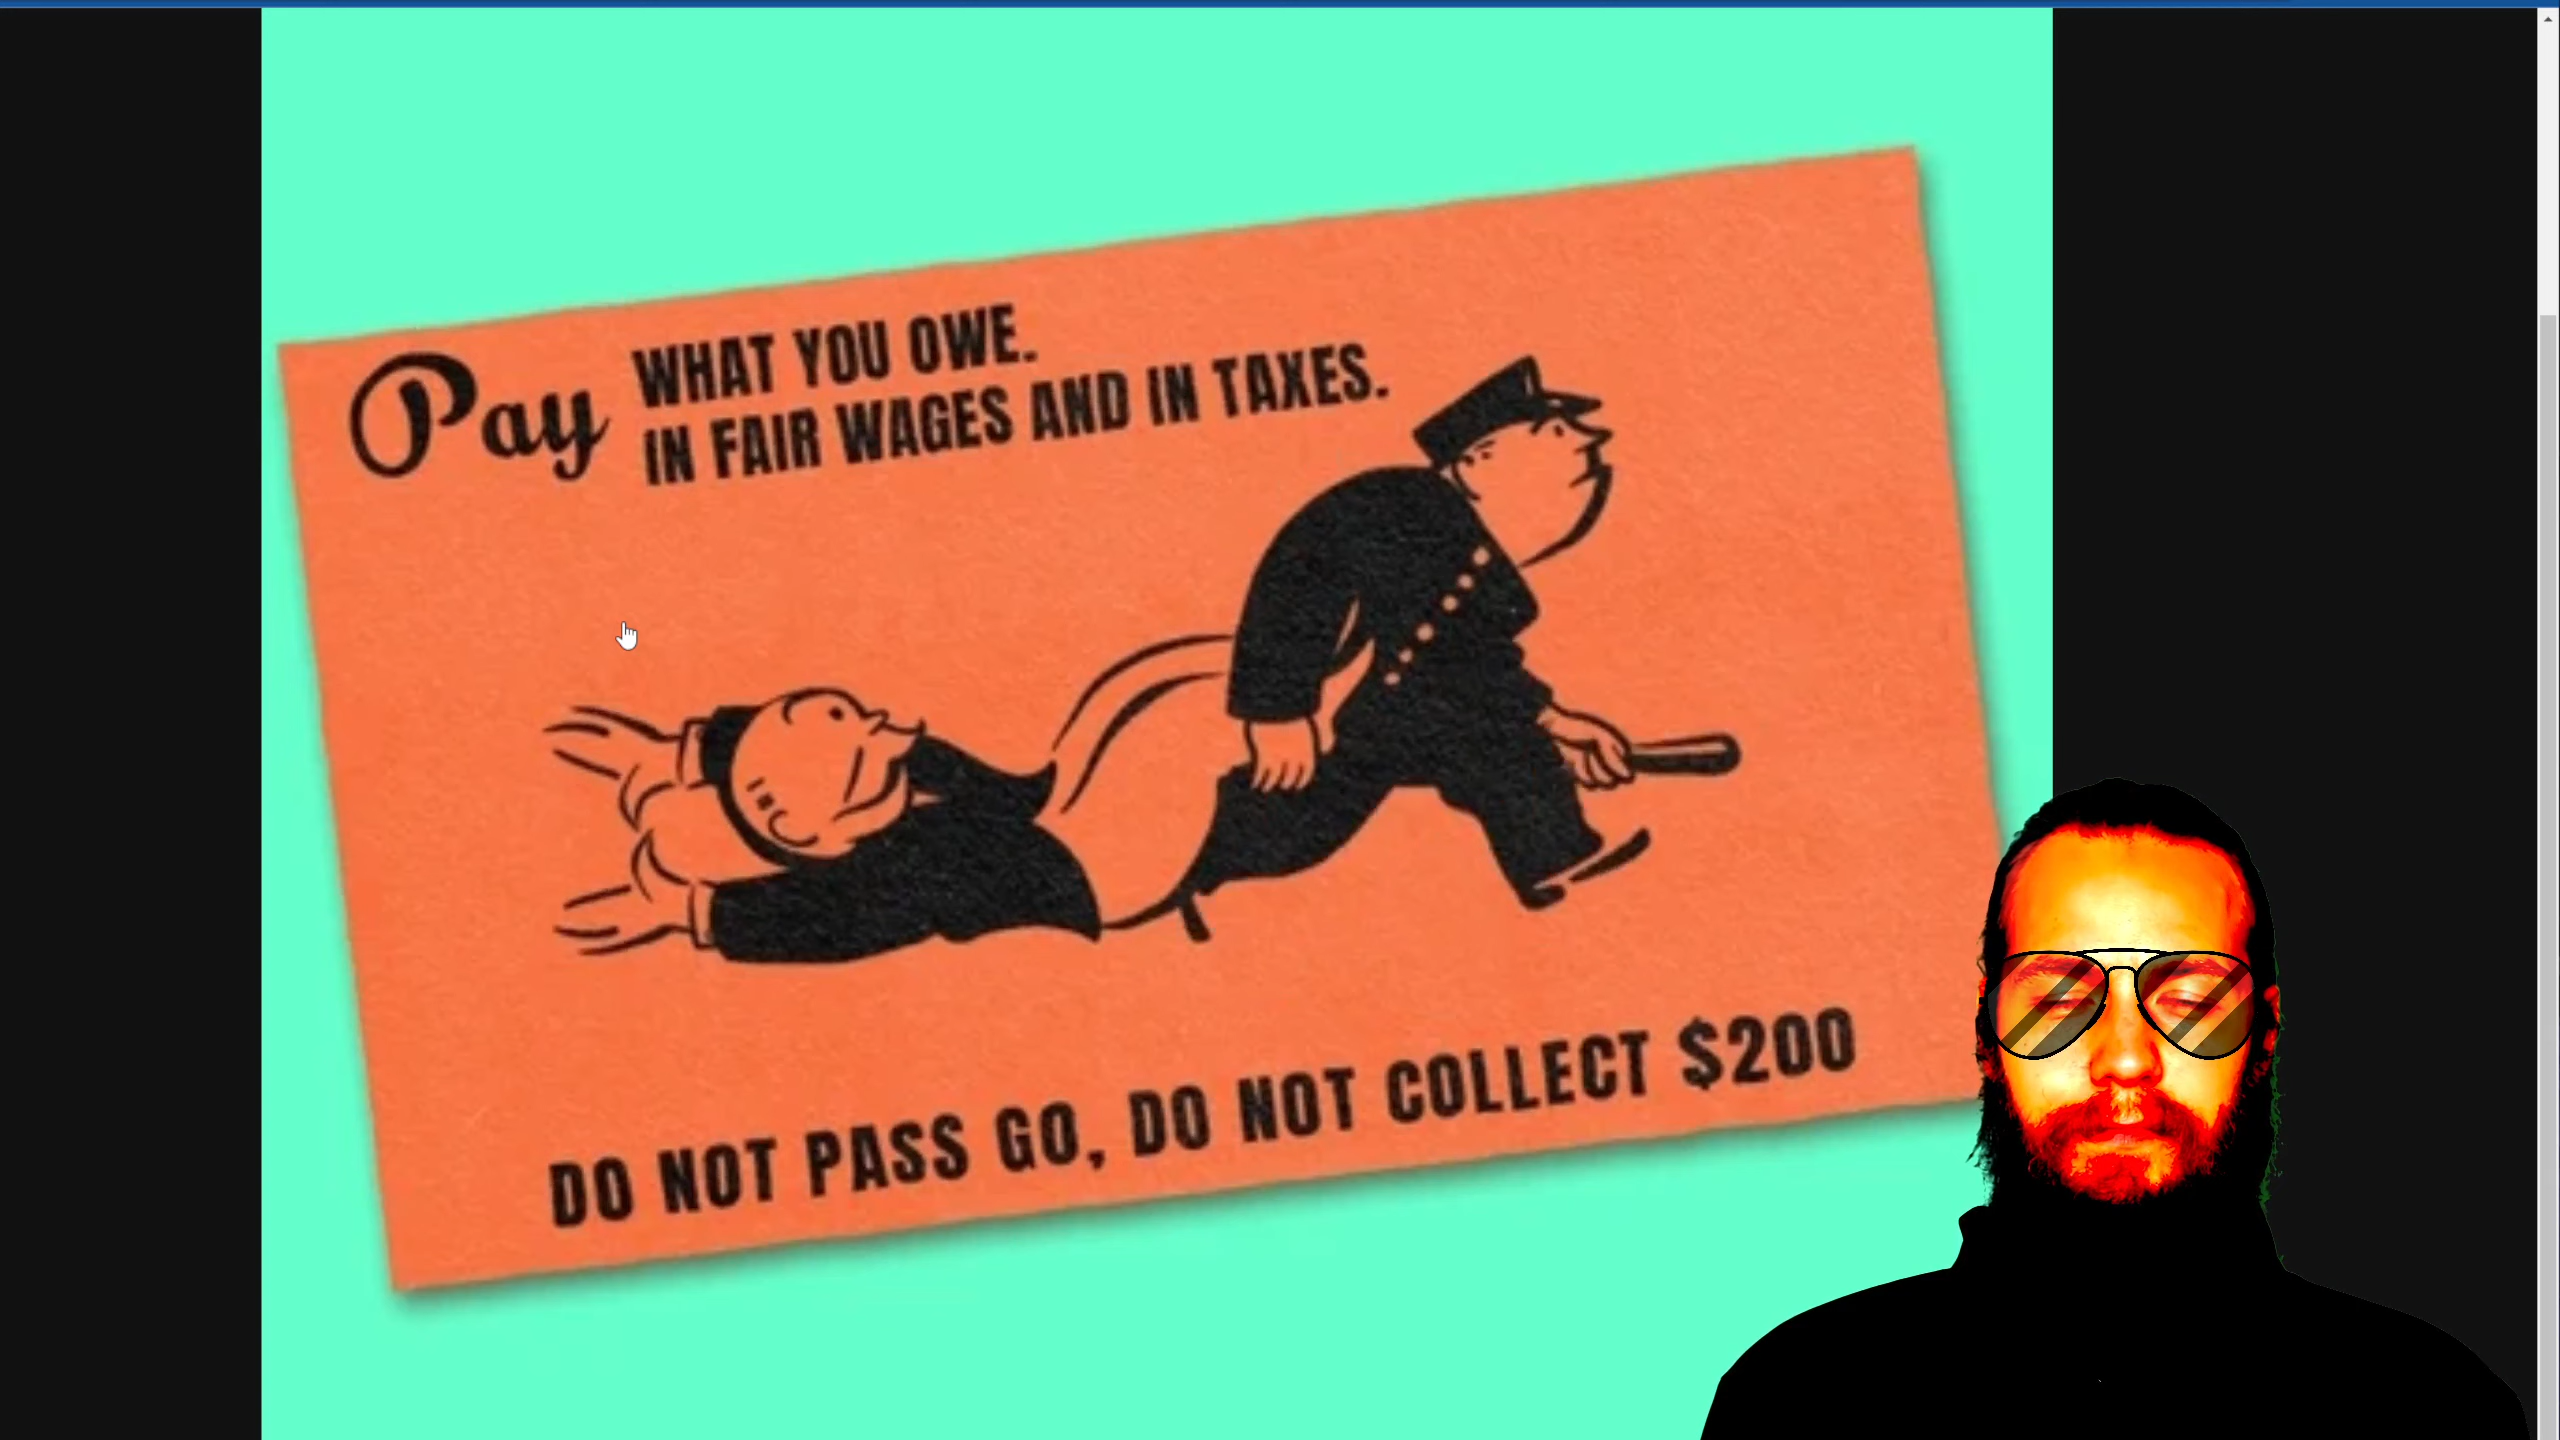 Pay WHAT YOU OWE.
IN FAIR WAGES AND IN TAXES.
DO NOT PASS GO, DO NOT COLLECT $200